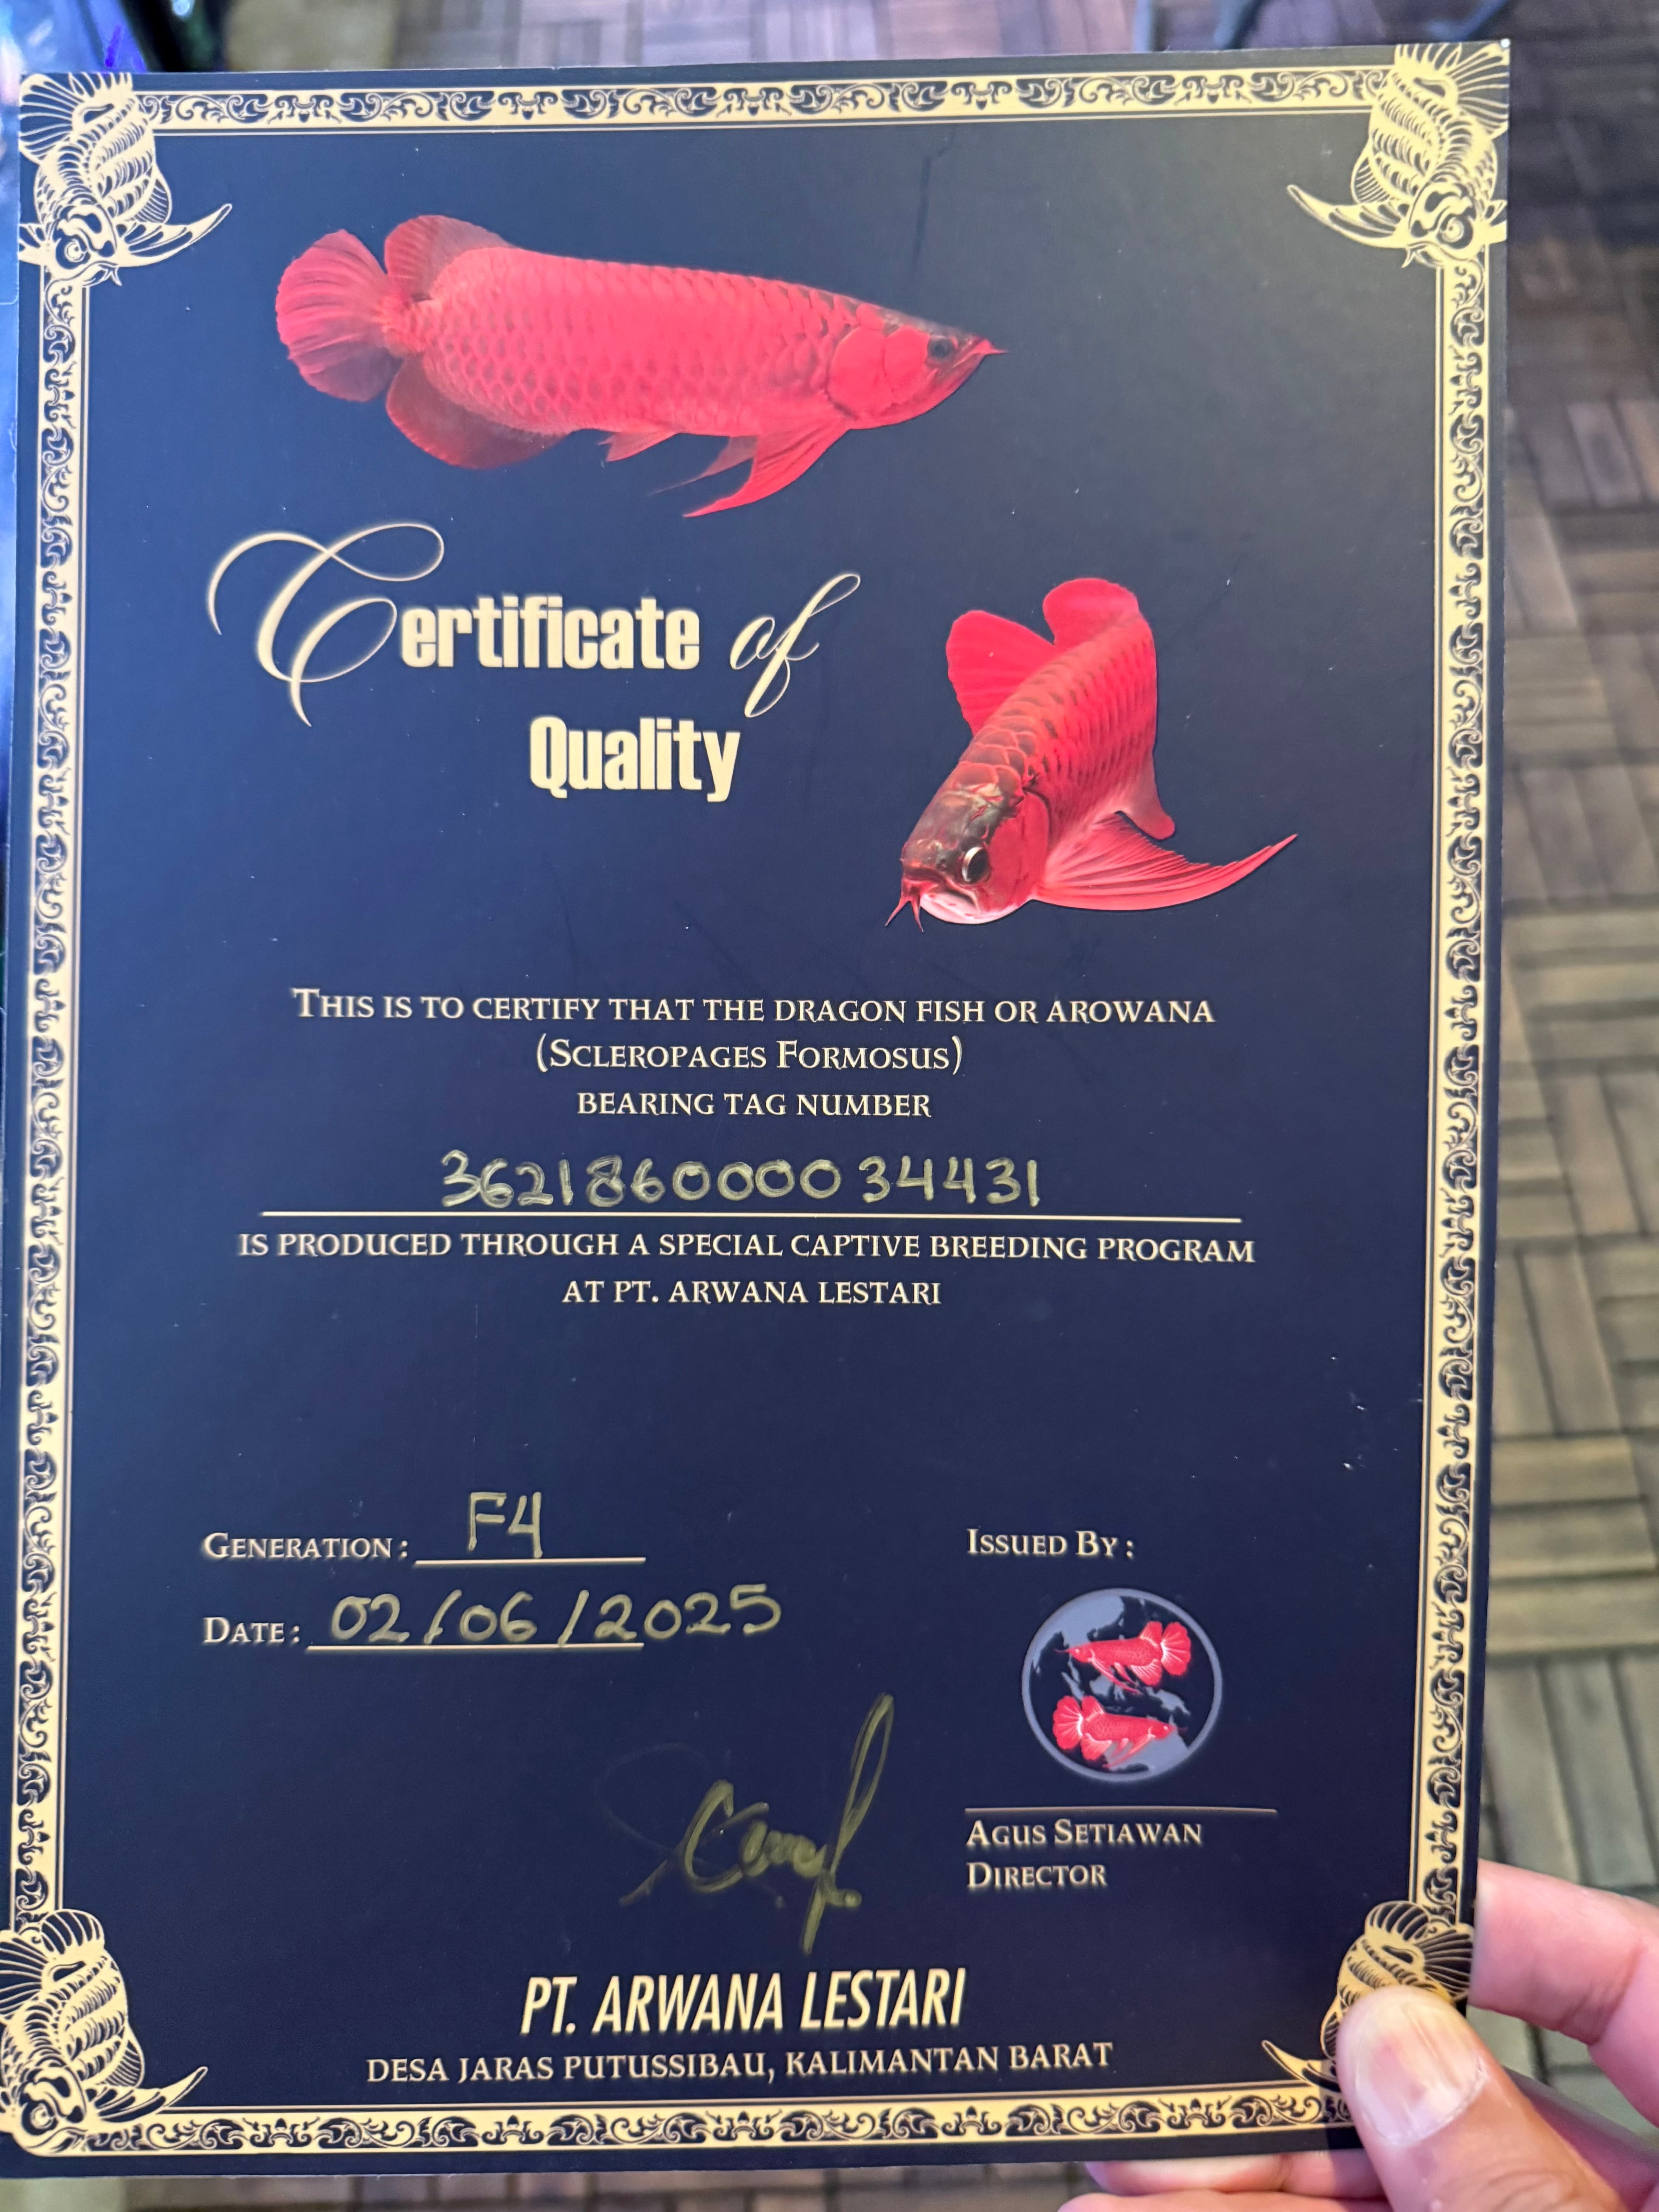 Certificate of
Quality
THIS IS TO CERTIFY THAT THE DRAGON FISH OR AROWANA
(SCLEROPAGES FORMOSUS)
BEARING TAG NUMBER
362186000034431
IS PRODUCED THROUGH A SPECIAL CAPTIVE BREEDING PROGRAM
AT PT. ARWANA LESTARI
GENERATION: F4
DATE: 02/06/2025
ISSUED BY:
AGUS SETIAWAN
DIRECTOR
PT. ARWANA LESTARI
DESA JARAS PUTUSSIBAU, KALIMANTAN BARAT